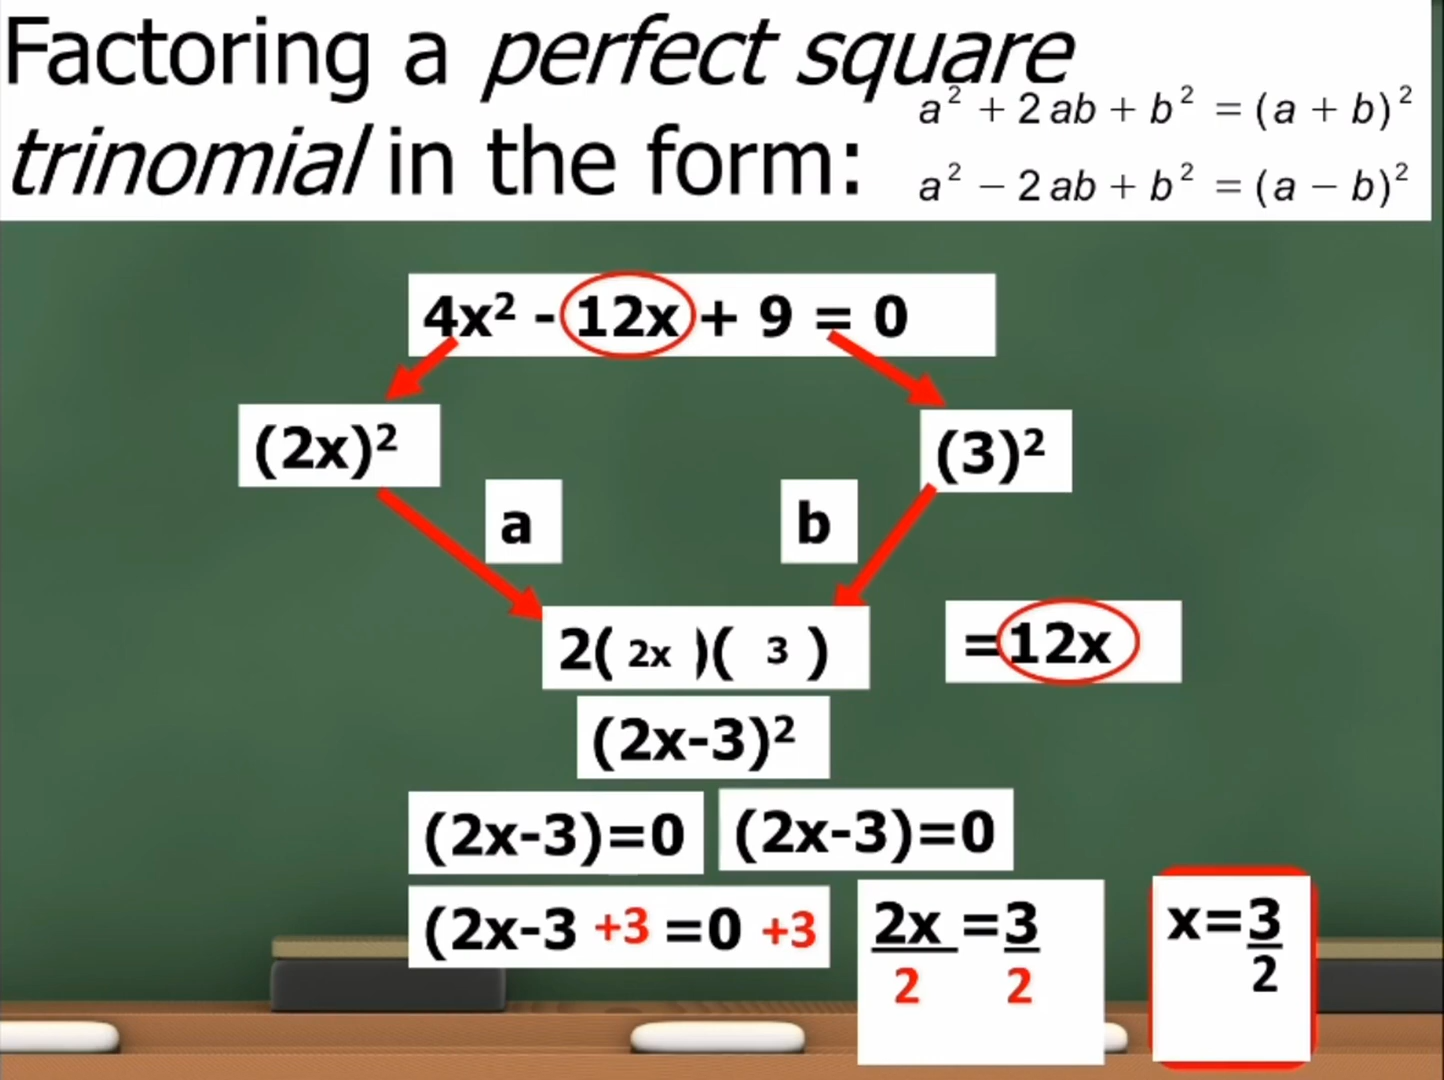 Factoring a perfect square
trinomial in the form:
a² + 2ab + b² = (a + b)²
a² − 2ab + b² = (a − b)²
4x² - 12x + 9 = 0
(2x)²
(3)²
a
b
2( 2x )( 3 )
=12x
(2x-3)²
(2x-3)=0
(2x-3)=0
(2x-3 +3 =0 +3
2x =3
2 2
x=3
2